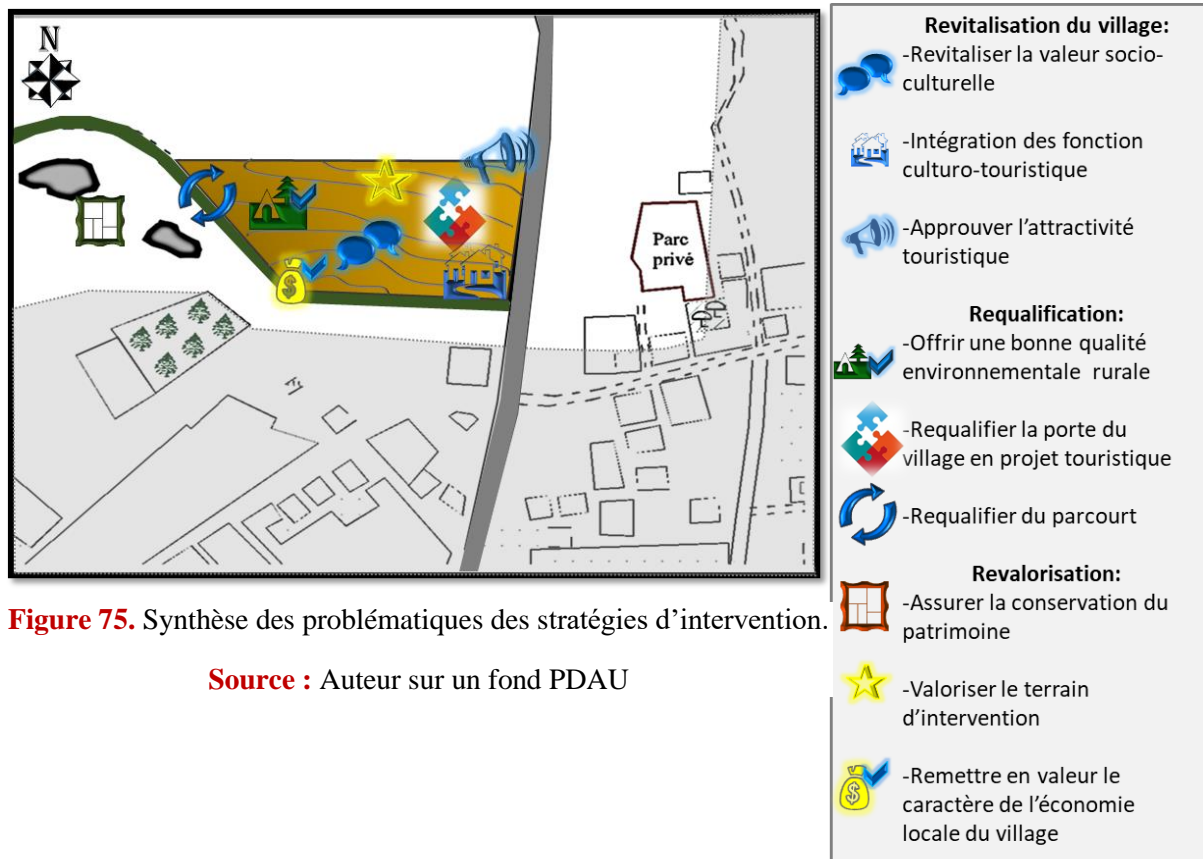 N
Parc
privé
Figure 75. Synthèse des problématiques des stratégies d'intervention.
Source : Auteur sur un fond PDAU
Revitalisation du village:
-Revitaliser la valeur socio-
culturelle
-Intégration des fonction
culturo-touristique
-Approuver l'attractivité
touristique
Requalification:
-Offrir une bonne qualité
environnementale rurale
-Requalifier la porte du
village en projet touristique
-Requalifier du parcourt
Revalorisation:
-Assurer la conservation du
patrimoine
-Valoriser le terrain
d'intervention
-Remettre en valeur le
caractère de l'économie
locale du village